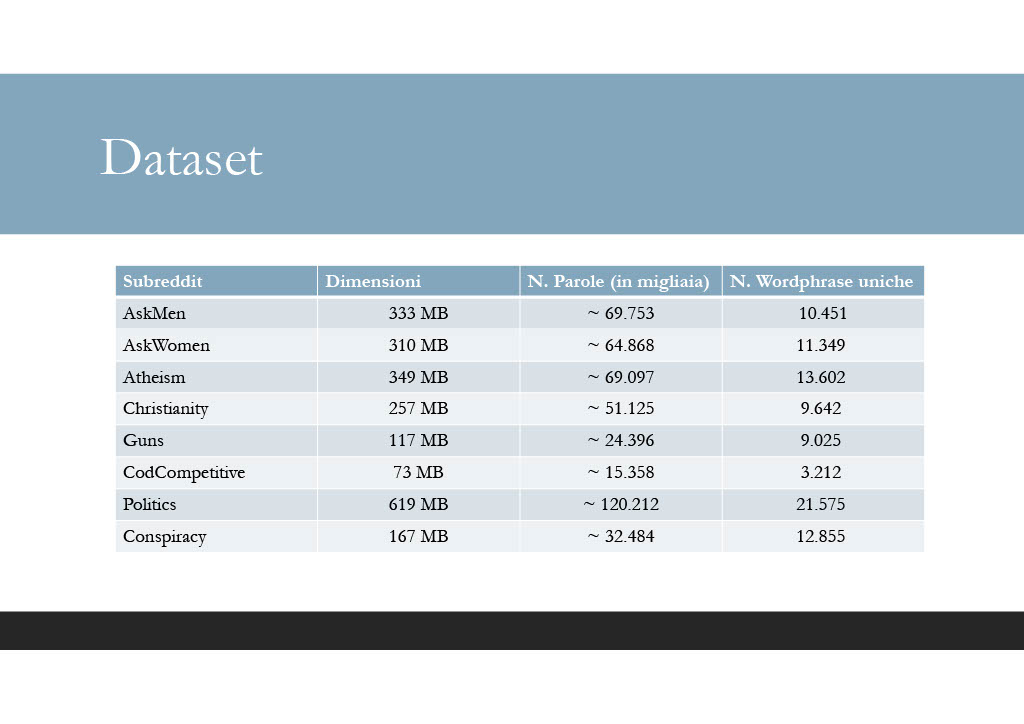 Dataset
Subreddit Dimensioni N. Parole (in migliaia) N. Wordphrase uniche
AskMen 333 MB ~ 69.753 10.451
AskWomen 310 MB ~ 64.868 11.349
Atheism 349 MB ~ 69.097 13.602
Christianity 257 MB ~ 51.125 9.642
Guns 117 MB ~ 24.396 9.025
CodCompetitive 73 MB ~ 15.358 3.212
Politics 619 MB ~ 120.212 21.575
Conspiracy 167 MB ~ 32.484 12.855